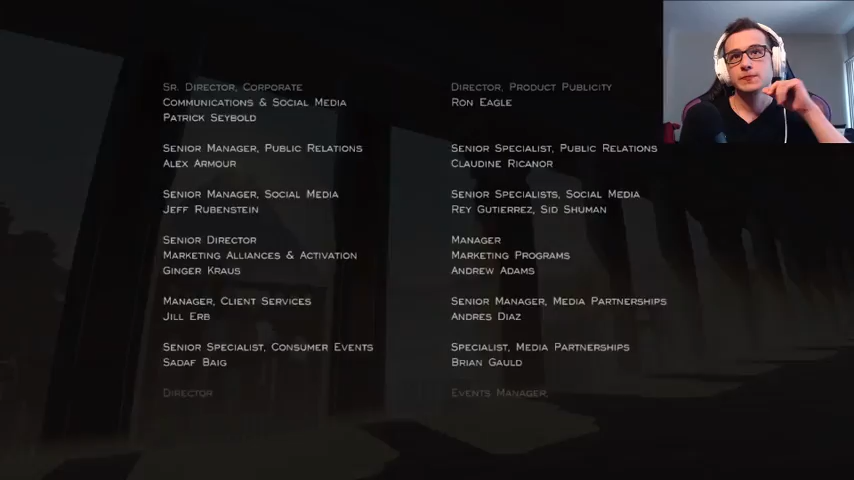 Sr. Director, Corporate
Communications & Social Media
Patrick Seybold
Senior Manager, Public Relations
Alex Armour
Senior Manager, Social Media
Jeff Rubenstein
Senior Director
Marketing Alliances & Activation
Ginger Kraus
Manager, Client Services
Jill Erb
Senior Specialist, Consumer Events
Sadaf Baig
Director
Director, Product Publicity
Ron Eagle
Senior Specialist, Public Relations
Claudine Ricanor
Senior Specialists, Social Media
Rey Gutierrez, Sid Shuman
Manager
Marketing Programs
Andrew Adams
Senior Manager, Media Partnerships
Andres Diaz
Specialist, Media Partnerships
Brian Gauld
Events Manager